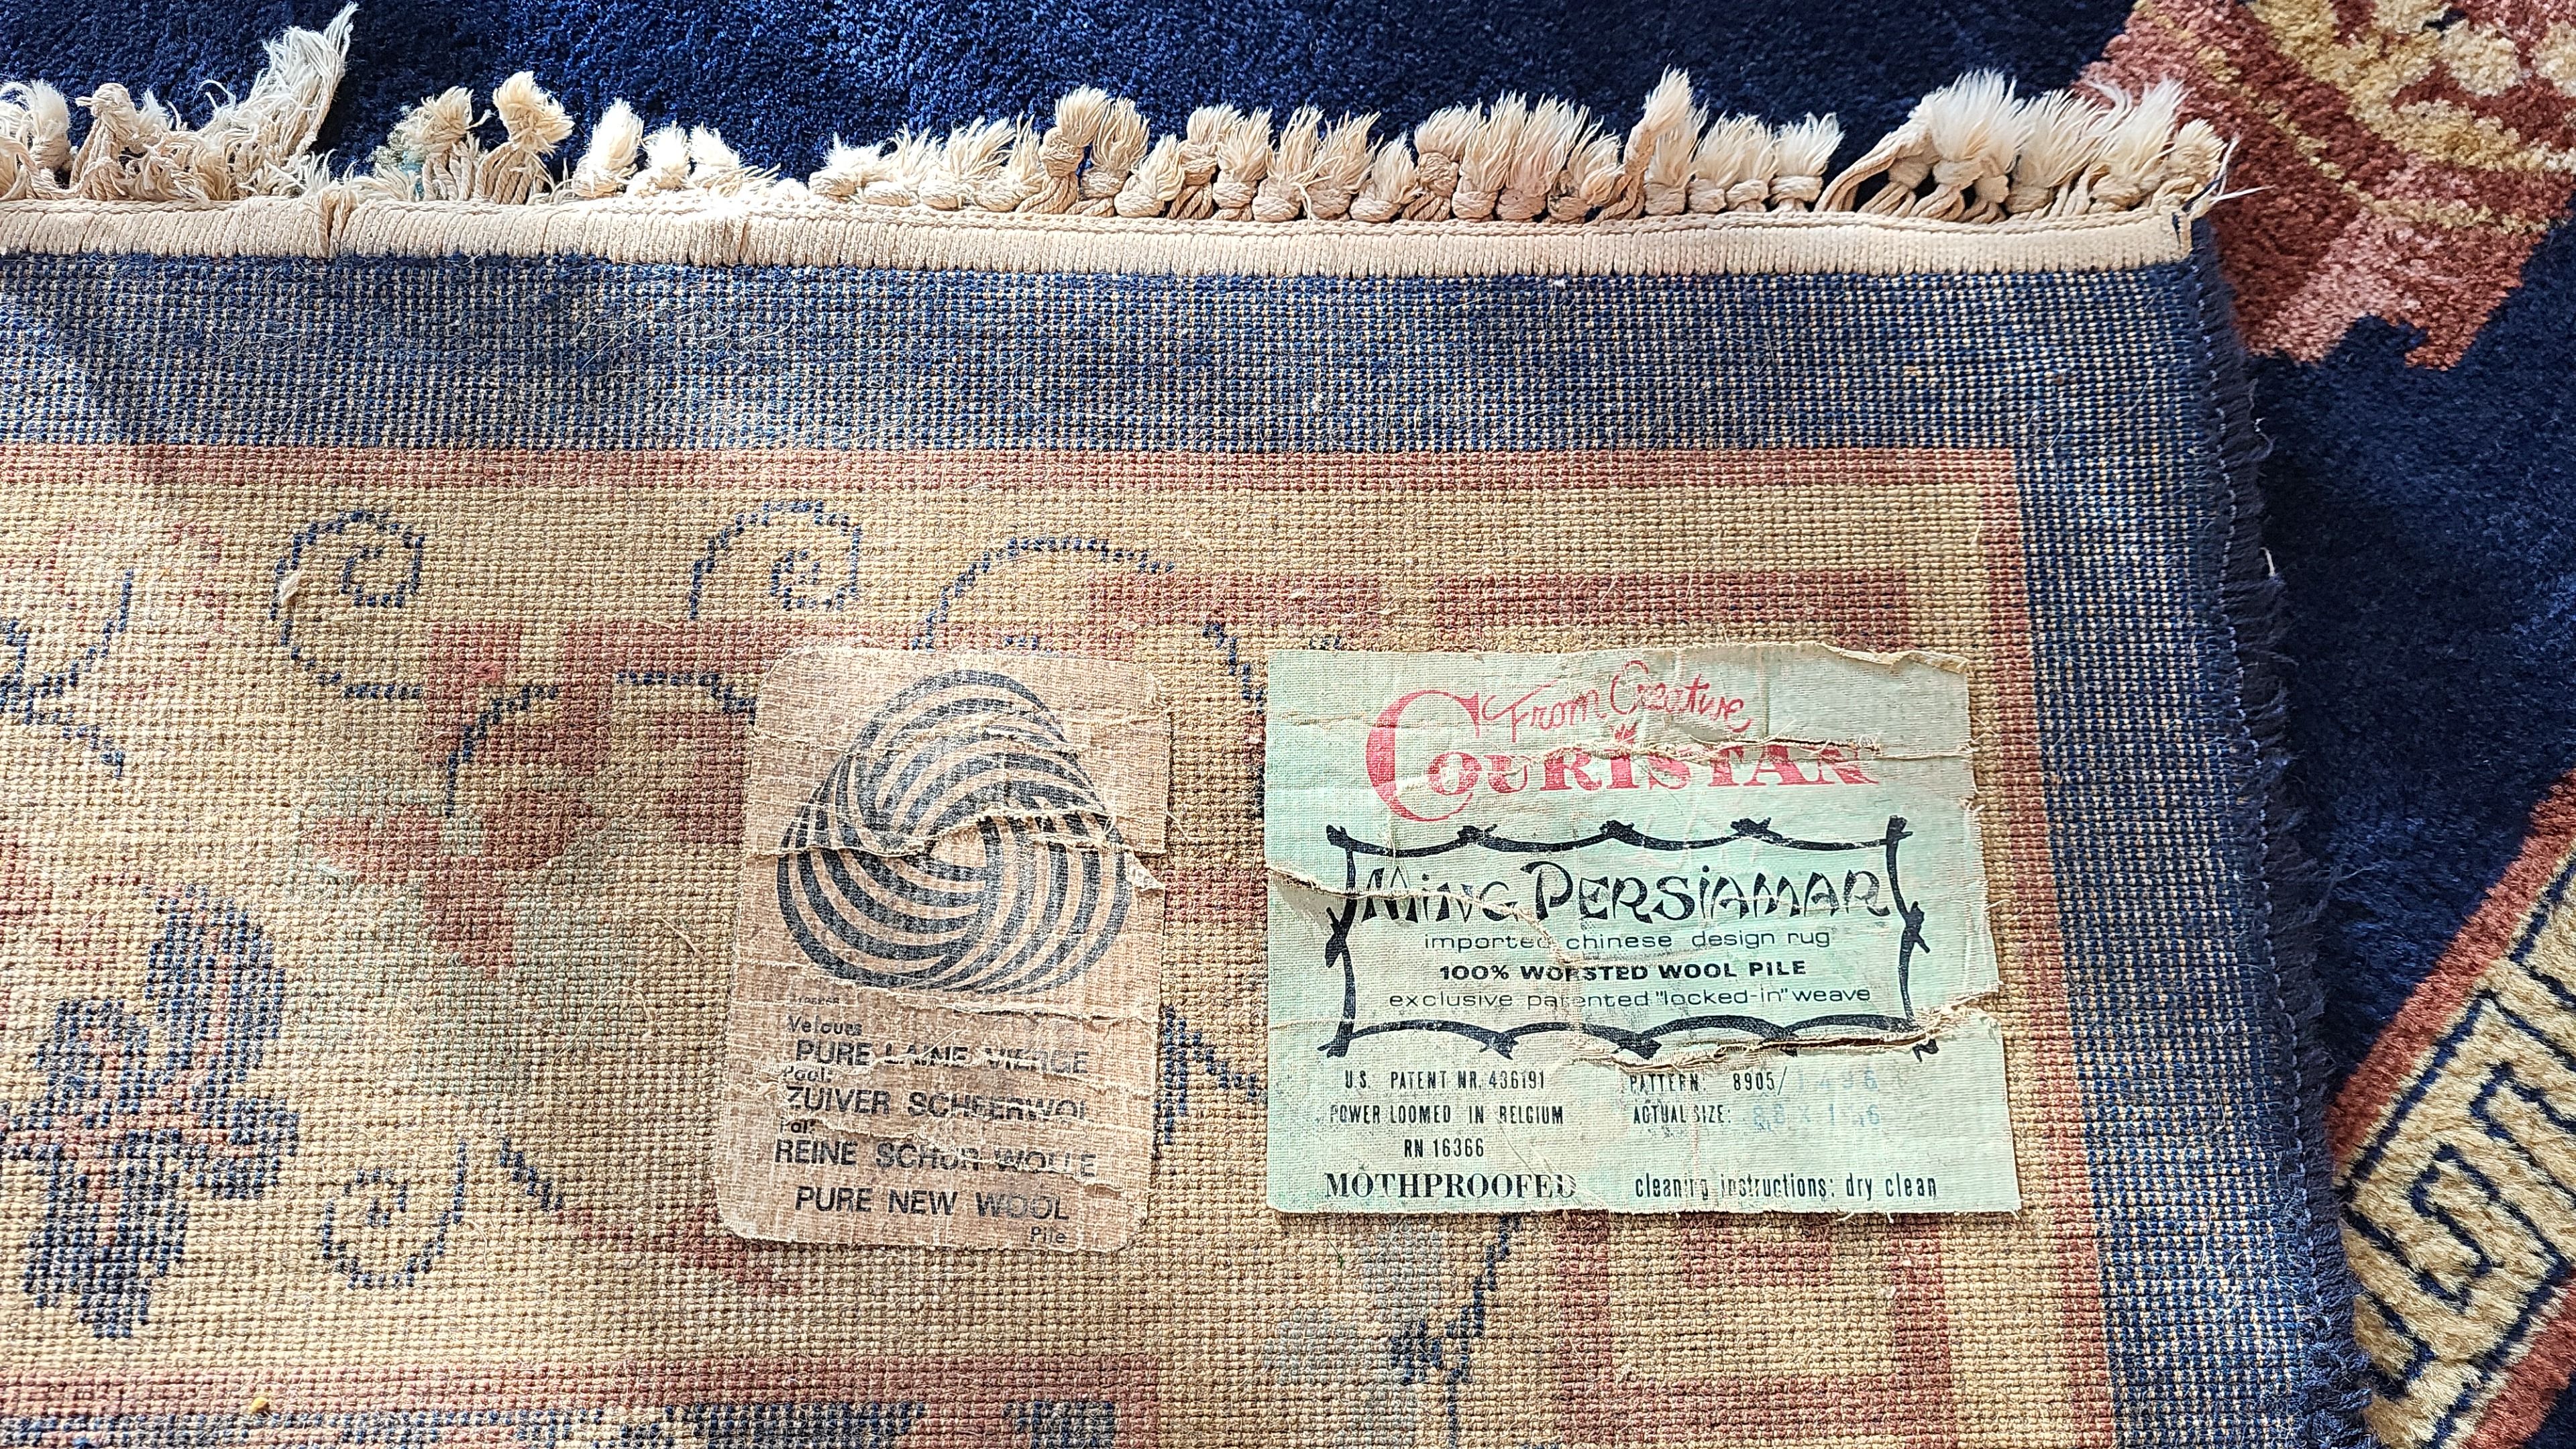 Velours
PURE LAINE VIERGE
Pool:
ZUIVER SCHEERWOL
Pol:
REINE SCHUR WOLLE
PURE NEW WOOL
Pile
From Creative
COURISTAN
MING PERSIAMAR
imported chinese design rug
100% WORSTED WOOL PILE
exclusive patented "locked-in" weave
U.S. PATENT NR. 436191
POWER LOOMED IN BELGIUM
RN 16366
MOTHPROOFED
PATTERN: 8905/
ACTUAL SIZE:
cleaning instructions: dry clean